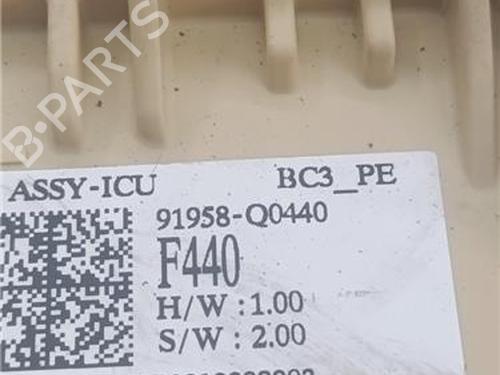 B-PARTS
ASSY-ICU BC3_PE
91958-Q0440
F440
H/W : 1.00
S/W : 2.00